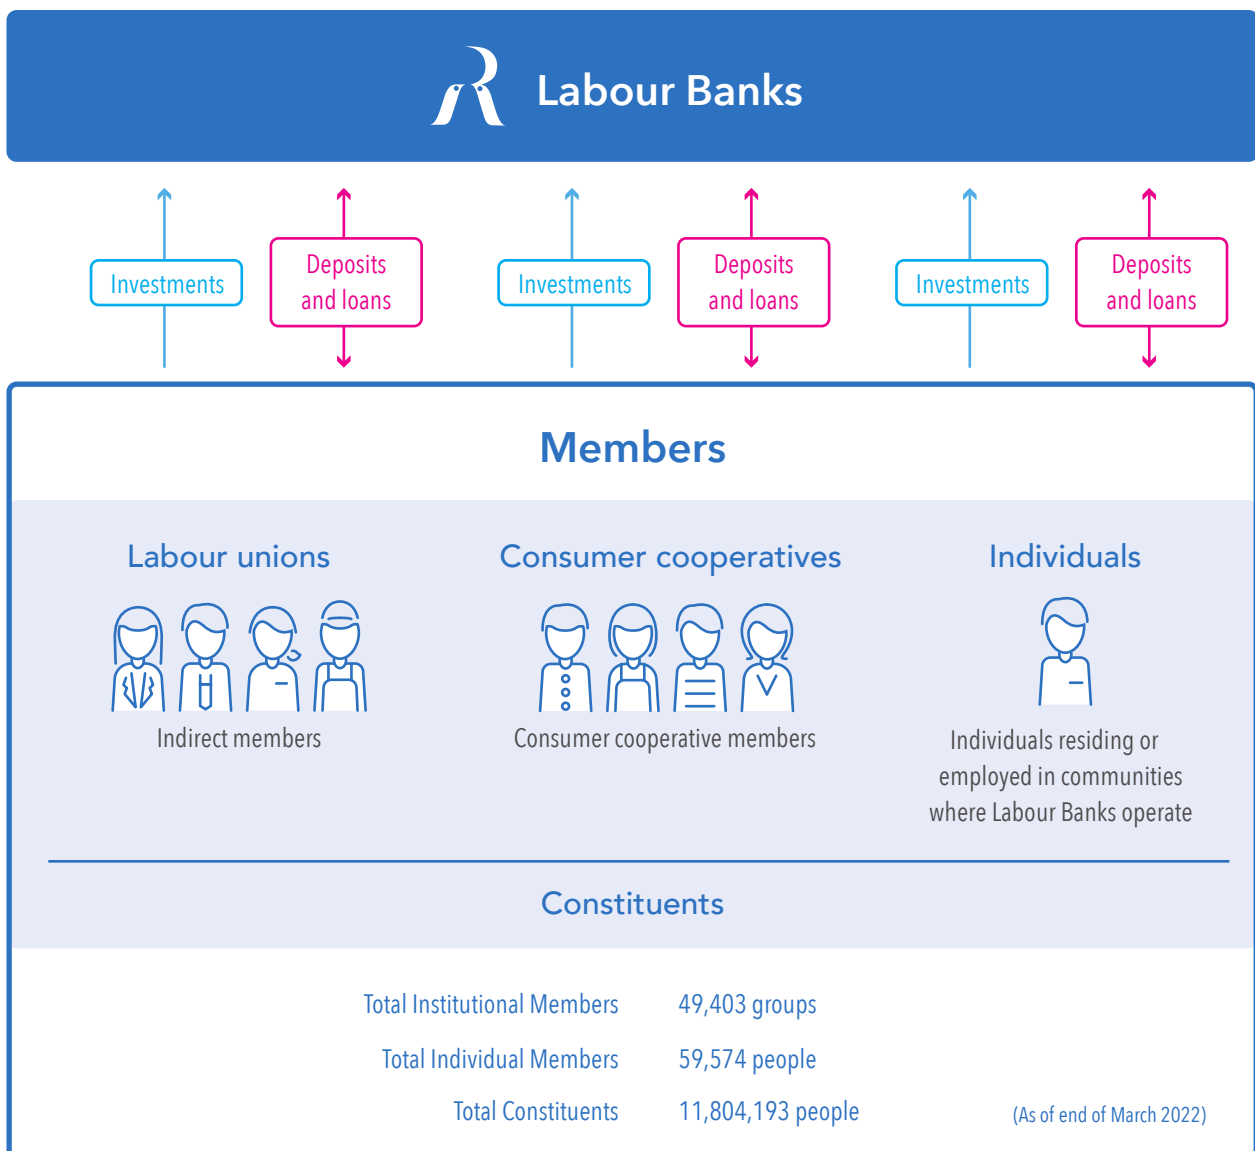 Labour Banks
Investments
Deposits
and loans
Investments
Deposits
and loans
Investments
Deposits
and loans
Members
Labour unions
Indirect members
Consumer cooperatives
Consumer cooperative members
Individuals
Individuals residing or
employed in communities
where Labour Banks operate
Constituents
Total Institutional Members 49,403 groups
Total Individual Members 59,574 people
Total Constituents 11,804,193 people
(As of end of March 2022)